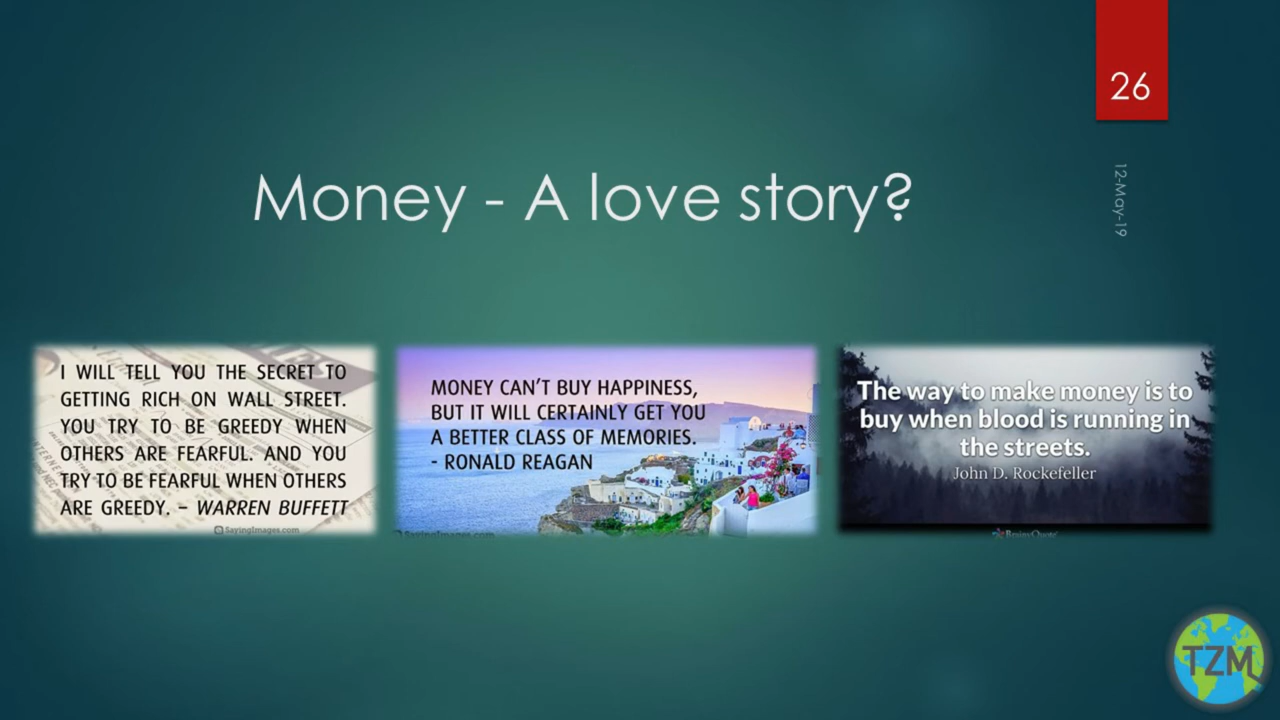 26
12-May-19
Money - A love story?
I WILL TELL YOU THE SECRET TO
GETTING RICH ON WALL STREET.
YOU TRY TO BE GREEDY WHEN
OTHERS ARE FEARFUL. AND YOU
TRY TO BE FEARFUL WHEN OTHERS
ARE GREEDY. – WARREN BUFFETT
SayingImages.com
MONEY CAN'T BUY HAPPINESS,
BUT IT WILL CERTAINLY GET YOU
A BETTER CLASS OF MEMORIES.
- RONALD REAGAN
SayingImages.com
The way to make money is to
buy when blood is running in
the streets.
John D. Rockefeller
BrainyQuote
TZM